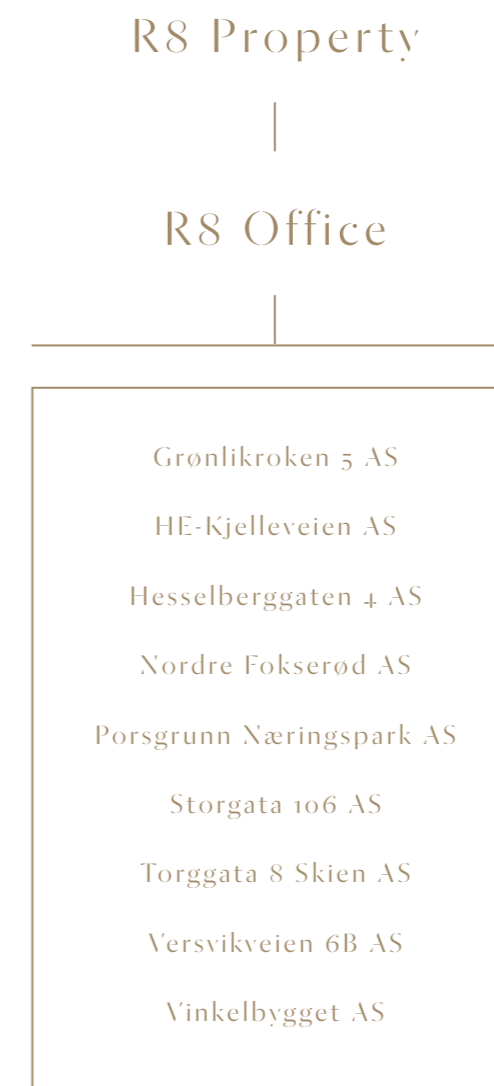 R8 Property
R8 Office
Grønlikroken 5 AS
HE-Kjelleveien AS
Hesselberggaten 4 AS
Nordre Fokserød AS
Porsgrunn Næringspark AS
Storgata 106 AS
Torggata 8 Skien AS
Versvikveien 6B AS
Vinkelbygget AS